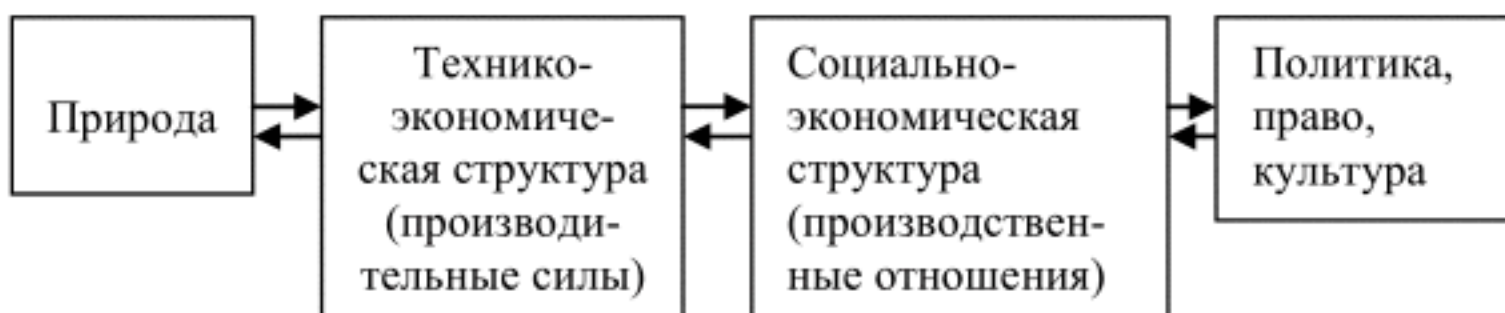 Природа
Технико-
экономиче-
ская структура
(производи-
тельные силы)
Социально-
экономическая
структура
(производствен-
ные отношения)
Политика,
право,
культура